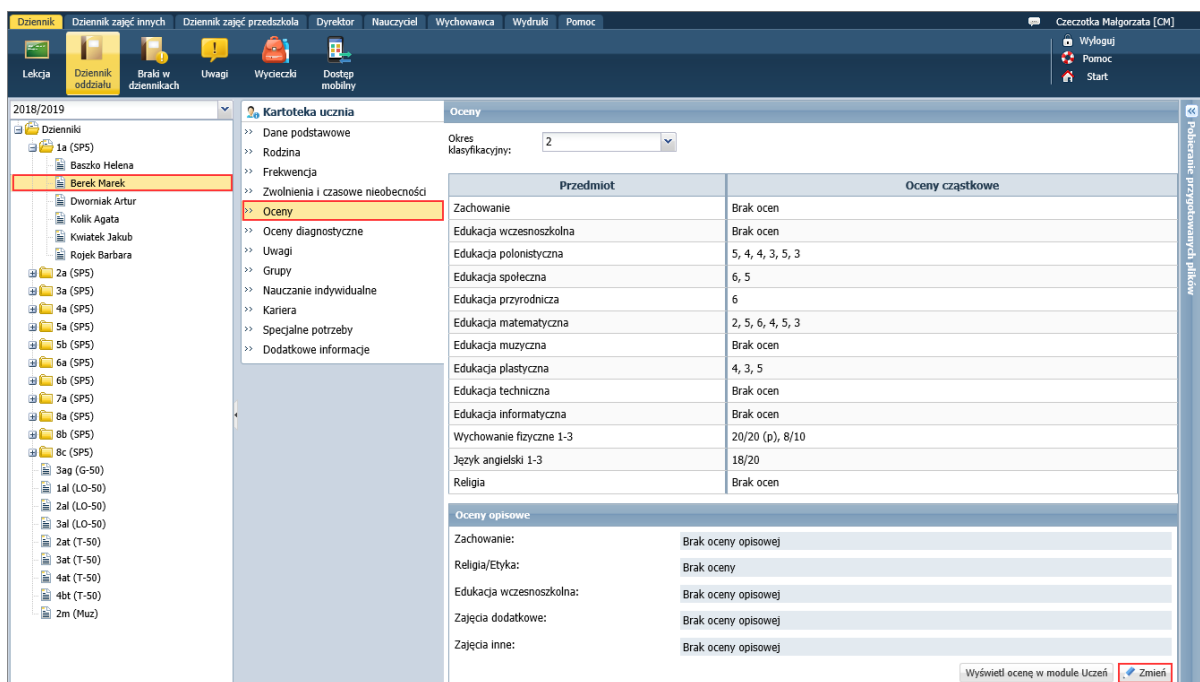 Dziennik Dziennik zajęć innych Dziennik zajęć przedszkola Dyrektor Nauczyciel Wychowawca Wydruki Pomoc Czeczotka Małgorzata [CM]
Lekcja
Dziennik oddziału
Braki w dziennikach
Uwagi
Wycieczki
Dostęp mobilny
Wyloguj
Pomoc
Start
2018/2019
Dzienniki
1a (SP5)
Baszko Helena
Berek Marek
Dworniak Artur
Kolik Agata
Kwiatek Jakub
Rojek Barbara
2a (SP5)
3a (SP5)
4a (SP5)
5a (SP5)
5b (SP5)
6a (SP5)
6b (SP5)
7a (SP5)
8a (SP5)
8b (SP5)
8c (SP5)
3ag (G-50)
1al (LO-50)
2al (LO-50)
3al (LO-50)
2at (T-50)
3at (T-50)
4at (T-50)
4bt (T-50)
2m (Muz)
Kartoteka ucznia
Dane podstawowe
Rodzina
Frekwencja
Zwolnienia i czasowe nieobecności
Oceny
Oceny diagnostyczne
Uwagi
Grupy
Nauczanie indywidualne
Kariera
Specjalne potrzeby
Dodatkowe informacje
Oceny
Okres klasyfikacyjny: 2
Przedmiot Oceny cząstkowe
Zachowanie Brak ocen
Edukacja wczesnoszkolna Brak ocen
Edukacja polonistyczna 5, 4, 4, 3, 5, 3
Edukacja społeczna 6, 5
Edukacja przyrodnicza 6
Edukacja matematyczna 2, 5, 6, 4, 5, 3
Edukacja muzyczna Brak ocen
Edukacja plastyczna 4, 3, 5
Edukacja techniczna Brak ocen
Edukacja informatyczna Brak ocen
Wychowanie fizyczne 1-3 20/20 (p), 8/10
Język angielski 1-3 18/20
Religia Brak ocen
Oceny opisowe
Zachowanie: Brak oceny opisowej
Religia/Etyka: Brak oceny
Edukacja wczesnoszkolna: Brak oceny opisowej
Zajęcia dodatkowe: Brak oceny opisowej
Zajęcia inne: Brak oceny opisowej
Wyświetl ocenę w module Uczeń Zmień
Pobieranie przygotowanych plików